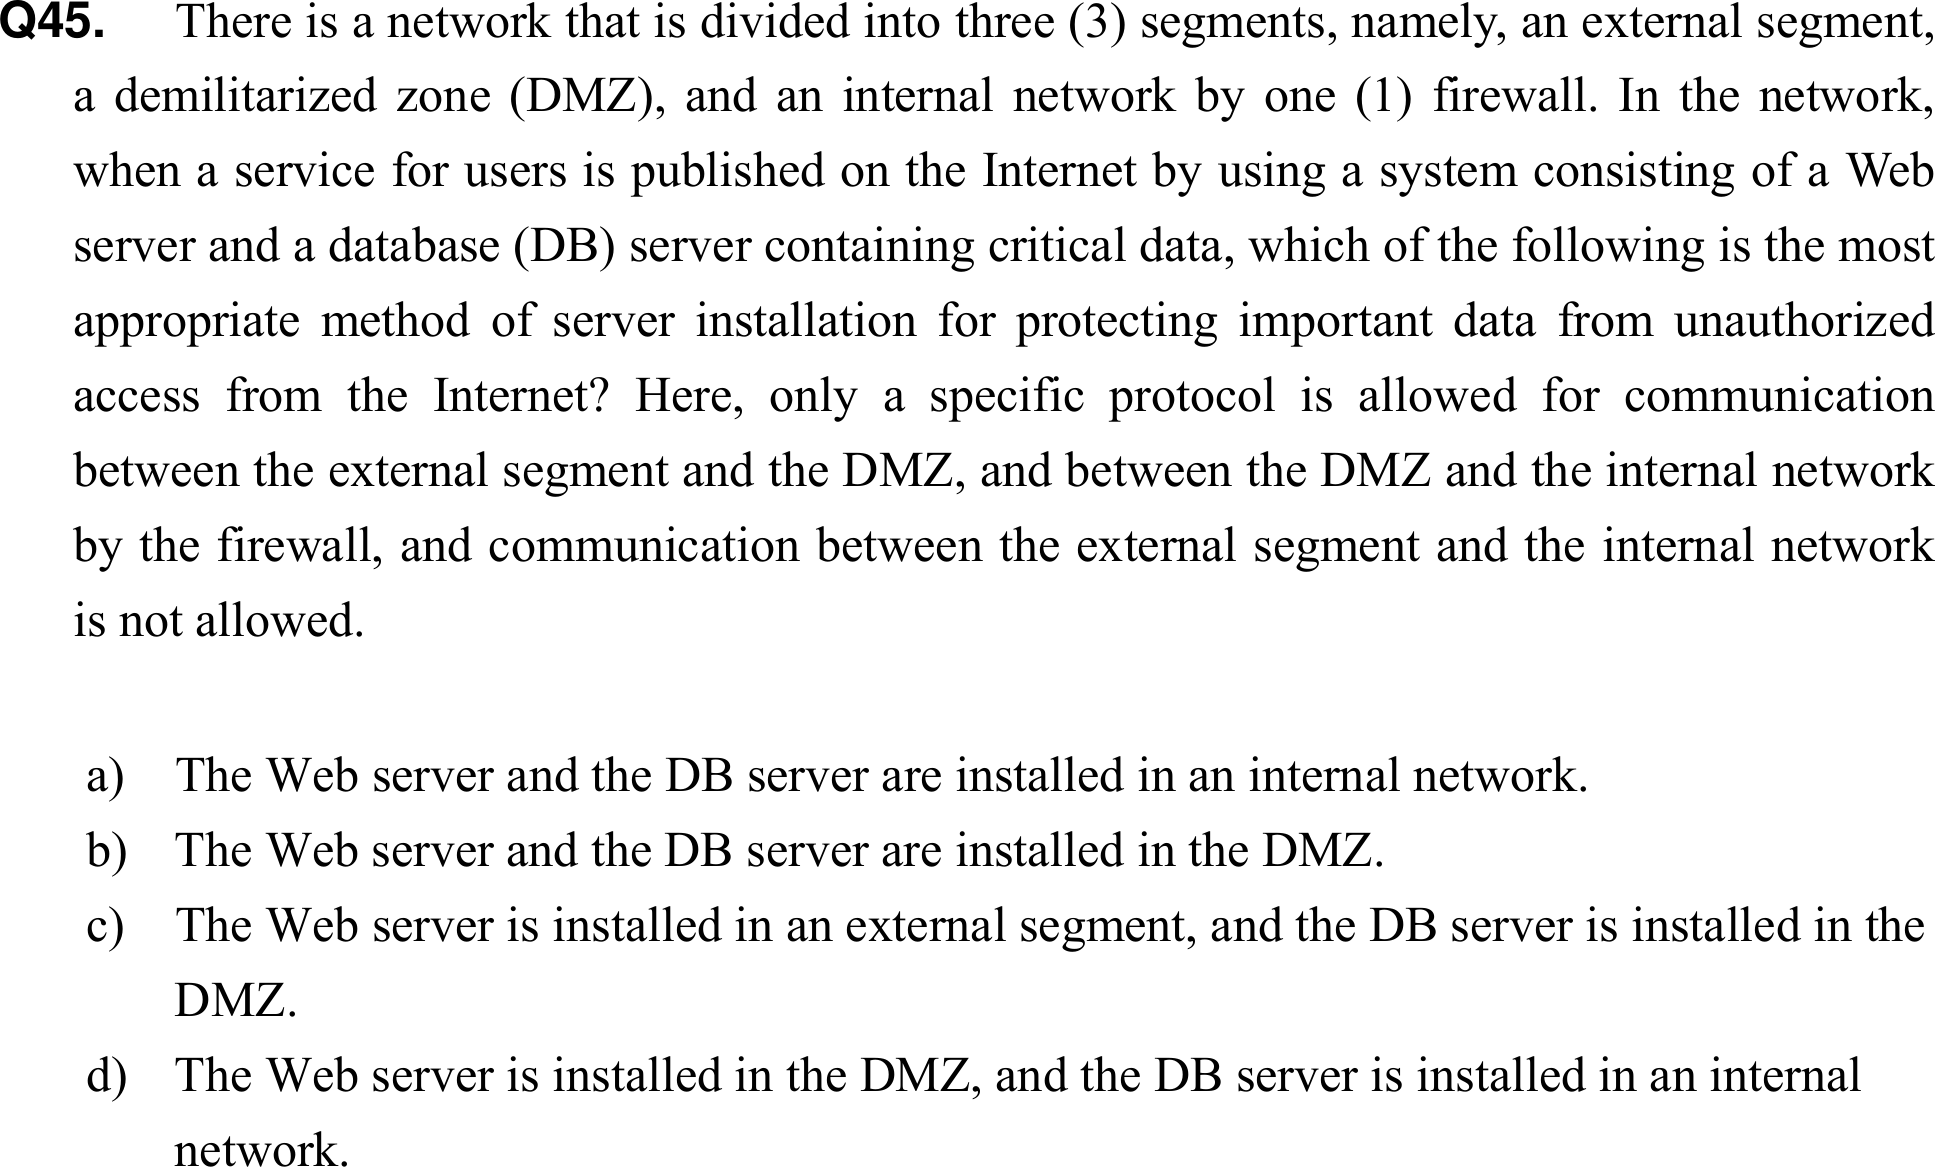 Q45. There is a network that is divided into three (3) segments, namely, an external segment,
a demilitarized zone (DMZ), and an internal network by one (1) firewall. In the network,
when a service for users is published on the Internet by using a system consisting of a Web
server and a database (DB) server containing critical data, which of the following is the most
appropriate method of server installation for protecting important data from unauthorized
access from the Internet? Here, only a specific protocol is allowed for communication
between the external segment and the DMZ, and between the DMZ and the internal network
by the firewall, and communication between the external segment and the internal network
is not allowed.
a) The Web server and the DB server are installed in an internal network.
b) The Web server and the DB server are installed in the DMZ.
c) The Web server is installed in an external segment, and the DB server is installed in the
DMZ.
d) The Web server is installed in the DMZ, and the DB server is installed in an internal
network.